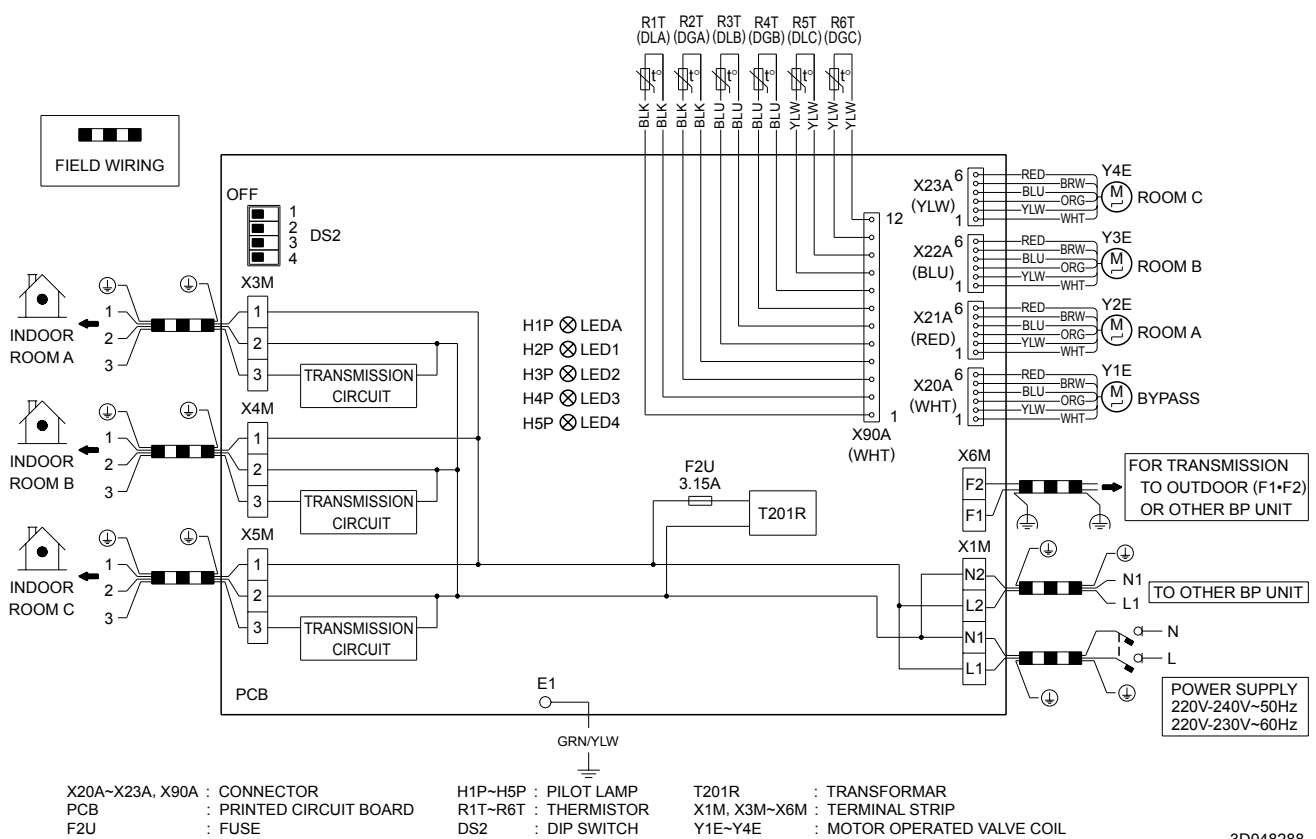 R1T R2T R3T R4T R5T R6T
(DLA) (DGA) (DLB) (DGB) (DLC) (DGC)
t° t° t° t° t° t°
BLK BLK BLK BLK BLU BLU BLU BLU YLW YLW YLW YLW
FIELD WIRING
OFF
1
2
3
4
DS2
X3M
1
2
3
TRANSMISSION
CIRCUIT
INDOOR
ROOM A
1
2
3
X4M
1
2
3
TRANSMISSION
CIRCUIT
INDOOR
ROOM B
1
2
3
X5M
1
2
3
TRANSMISSION
CIRCUIT
INDOOR
ROOM C
1
2
3
H1P LEDA
H2P LED1
H3P LED2
H4P LED3
H5P LED4
F2U
3.15A
T201R
12
1
X90A
(WHT)
X23A
(YLW)
6
1
RED
BRW
BLU
ORG
YLW
WHT
Y4E
M
ROOM C
X22A
(BLU)
6
1
RED
BRW
BLU
ORG
YLW
WHT
Y3E
M
ROOM B
X21A
(RED)
6
1
RED
BRW
BLU
ORG
YLW
WHT
Y2E
M
ROOM A
X20A
(WHT)
6
1
RED
BRW
BLU
ORG
YLW
WHT
Y1E
M
BYPASS
X6M
F2
F1
FOR TRANSMISSION
TO OUTDOOR (F1•F2)
OR OTHER BP UNIT
X1M
N2
L2
N1
L1
N1
L1
TO OTHER BP UNIT
N
L
POWER SUPPLY
220V-240V~50Hz
220V-230V~60Hz
PCB
E1
GRN/YLW
X20A~X23A, X90A : CONNECTOR H1P~H5P : PILOT LAMP T201R : TRANSFORMAR
PCB : PRINTED CIRCUIT BOARD R1T~R6T : THERMISTOR X1M, X3M~X6M : TERMINAL STRIP
F2U : FUSE DS2 : DIP SWITCH Y1E~Y4E : MOTOR OPERATED VALVE COIL
3D048288